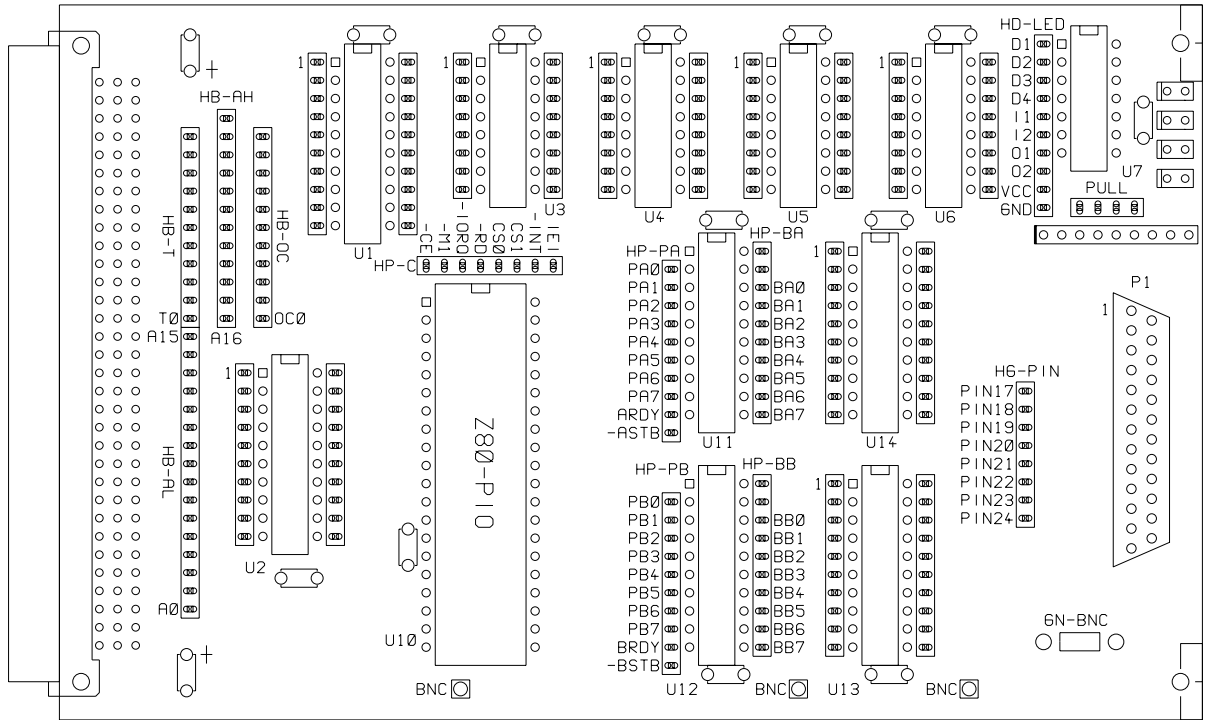 HD-LED
D1
D2
D3
D4
I1
I2
O1
O2
VCC
GND
U7
PULL
+
HB-AH
1
1
1
1
1
U1
U3
U4
U5
U6
HB-T
HB-OC
T0
OC0
A15
A16
HB-AL
A0
+
-CE
-M1
-IORQ
-RD
CS0
CS1
-INT
IEI
HP-C
1
U2
Z80-PIO
U10
BNC
HP-PA
HP-BA
PA0
PA1
PA2
PA3
PA4
PA5
PA6
PA7
ARDY
-ASTB
BA0
BA1
BA2
BA3
BA4
BA5
BA6
BA7
1
U11
U14
HP-PB
HP-BB
PB0
PB1
PB2
PB3
PB4
PB5
PB6
PB7
BRDY
-BSTB
BB0
BB1
BB2
BB3
BB4
BB5
BB6
BB7
1
U12
BNC
U13
BNC
P1
1
H6-PIN
PIN17
PIN18
PIN19
PIN20
PIN21
PIN22
PIN23
PIN24
GN-BNC